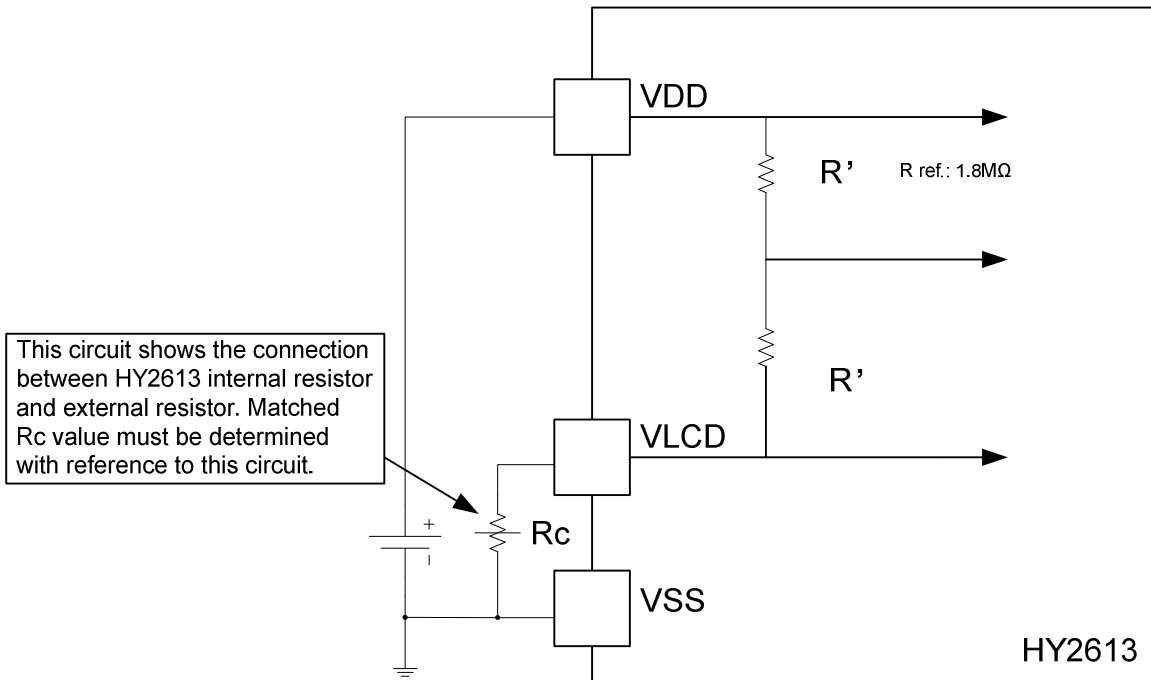 VDD
R’
R ref.: 1.8MΩ
This circuit shows the connection
between HY2613 internal resistor
and external resistor. Matched
Rc value must be determined
with reference to this circuit.
R’
VLCD
+
Rc
−
VSS
HY2613